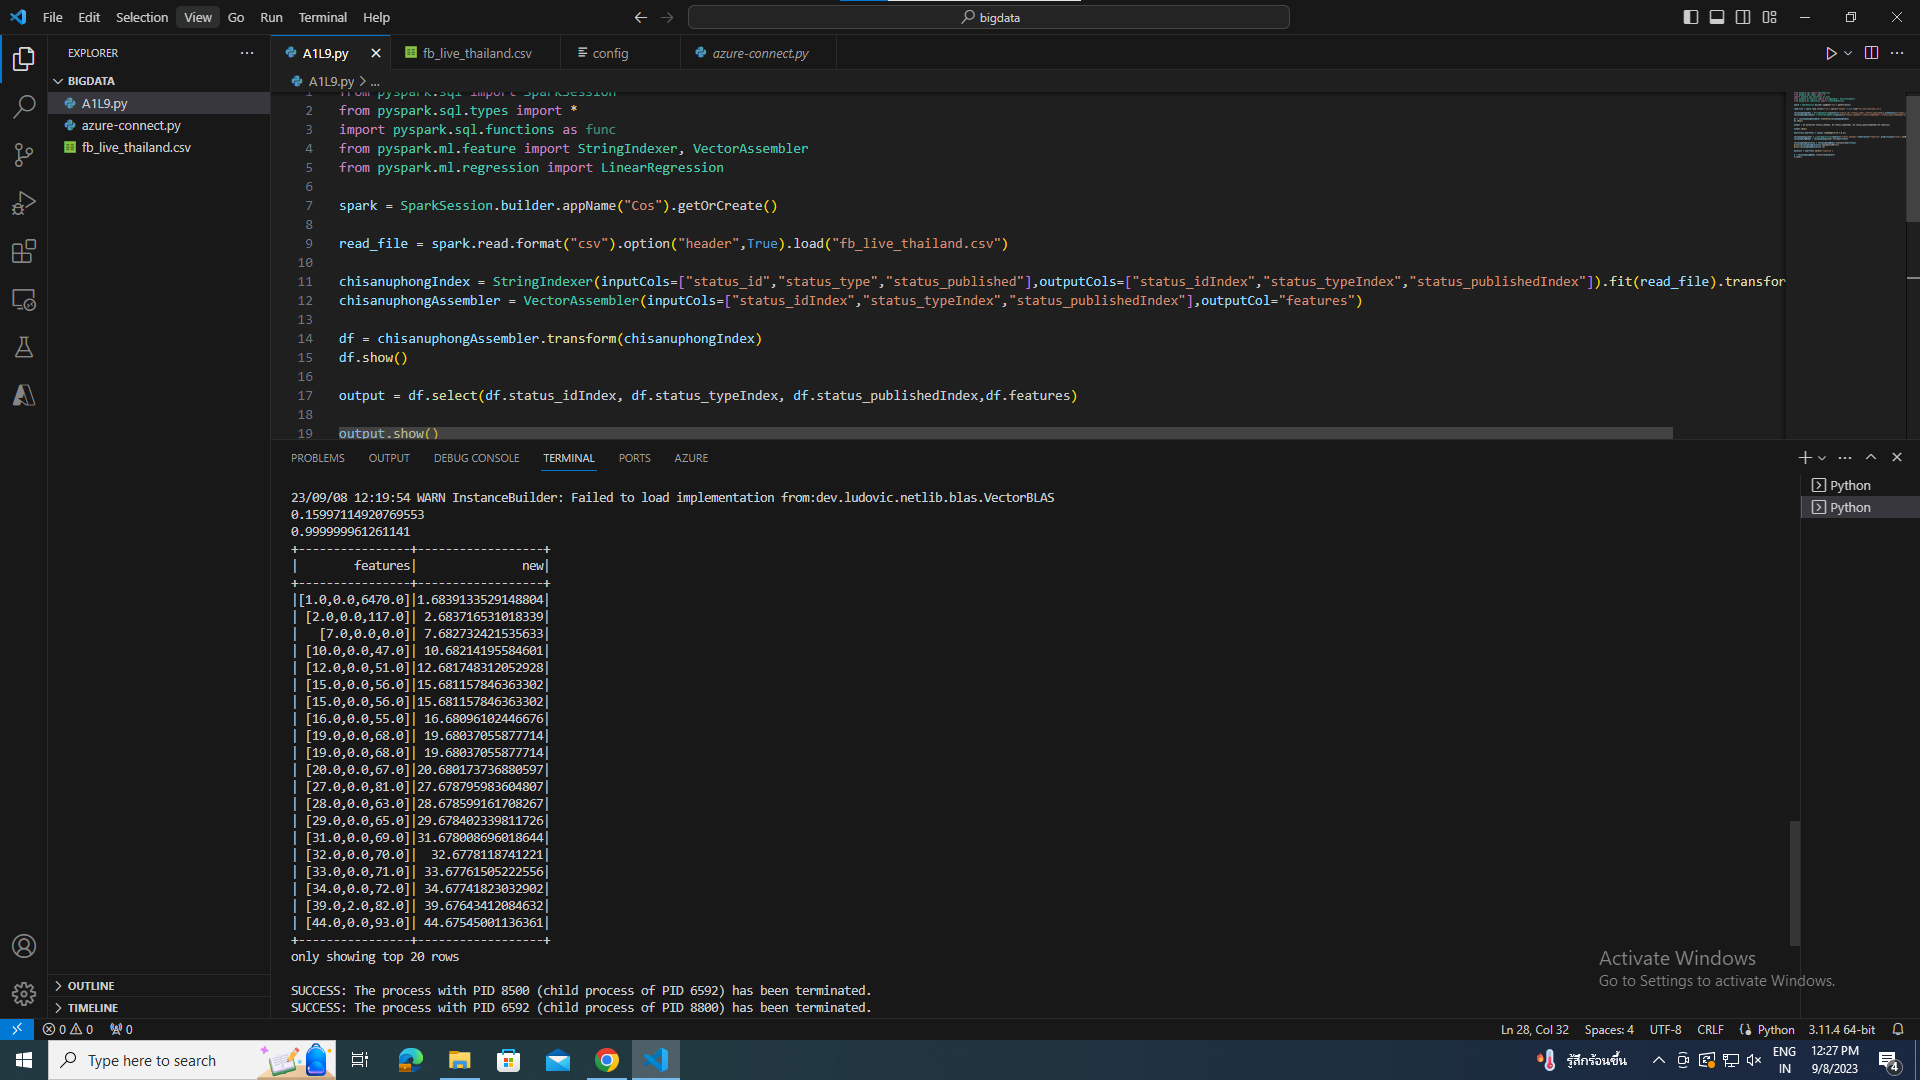 File Edit Selection View Go Run Terminal Help
bigdata
EXPLORER
BIGDATA
A1L9.py
azure-connect.py
fb_live_thailand.csv
OUTLINE
TIMELINE
A1L9.py fb_live_thailand.csv config azure-connect.py
A1L9.py > ...
1 from pyspark.sql import SparkSession
2 from pyspark.sql.types import *
3 import pyspark.sql.functions as func
4 from pyspark.ml.feature import StringIndexer, VectorAssembler
5 from pyspark.ml.regression import LinearRegression
6
7 spark = SparkSession.builder.appName("Cos").getOrCreate()
8
9 read_file = spark.read.format("csv").option("header",True).load("fb_live_thailand.csv")
10
11 chisanuphongIndex = StringIndexer(inputCols=["status_id","status_type","status_published"],outputCols=["status_idIndex","status_typeIndex","status_publishedIndex"]).fit(read_file).transfor
12 chisanuphongAssembler = VectorAssembler(inputCols=["status_idIndex","status_typeIndex","status_publishedIndex"],outputCol="features")
13
14 df = chisanuphongAssembler.transform(chisanuphongIndex)
15 df.show()
16
17 output = df.select(df.status_idIndex, df.status_typeIndex, df.status_publishedIndex,df.features)
18
19 output.show()
PROBLEMS OUTPUT DEBUG CONSOLE TERMINAL PORTS AZURE
Python
Python
23/09/08 12:19:54 WARN InstanceBuilder: Failed to load implementation from:dev.ludovic.netlib.blas.VectorBLAS
0.15997114920769553
0.999999961261141
+----------------+------------------+
|        features|               new|
+----------------+------------------+
|[1.0,0.0,6470.0]|1.6839133529148804|
| [2.0,0.0,117.0]| 2.683716531018339|
|   [7.0,0.0,0.0]| 7.682732421535633|
| [10.0,0.0,47.0]| 10.68214195584601|
| [12.0,0.0,51.0]|12.681748312052928|
| [15.0,0.0,56.0]|15.681157846363302|
| [15.0,0.0,56.0]|15.681157846363302|
| [16.0,0.0,55.0]| 16.68096102446676|
| [19.0,0.0,68.0]| 19.68037055877714|
| [19.0,0.0,68.0]| 19.68037055877714|
| [20.0,0.0,67.0]|20.680173736880597|
| [27.0,0.0,81.0]|27.678795983604807|
| [28.0,0.0,63.0]|28.678599161708267|
| [29.0,0.0,65.0]|29.678402339811726|
| [31.0,0.0,69.0]|31.678008696018644|
| [32.0,0.0,70.0]|  32.6778118741221|
| [33.0,0.0,71.0]| 33.67761505222556|
| [34.0,0.0,72.0]| 34.67741823032902|
| [39.0,2.0,82.0]| 39.67643412084632|
| [44.0,0.0,93.0]| 44.67545001136361|
+----------------+------------------+
only showing top 20 rows
SUCCESS: The process with PID 8500 (child process of PID 6592) has been terminated.
SUCCESS: The process with PID 6592 (child process of PID 8800) has been terminated.
Activate Windows
Go to Settings to activate Windows.
0 0 0 Ln 28, Col 32 Spaces: 4 UTF-8 CRLF Python 3.11.4 64-bit
Type here to search
รู้สึกร้อนขึ้น
ENG
IN
12:27 PM
9/8/2023
4